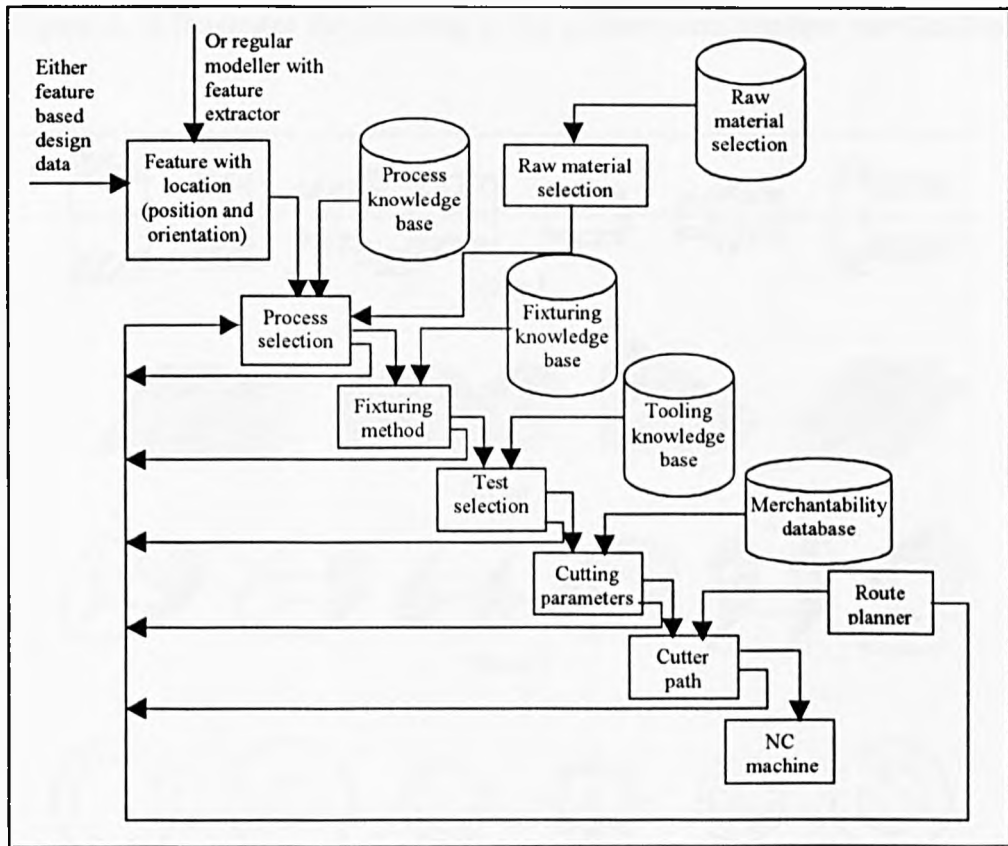 Either
feature
based
design
data
Or regular
modeller with
feature
extractor
Feature with
location
(position and
orientation)
Process
knowledge
base
Raw material
selection
Raw
material
selection
Process
selection
Fixturing
knowledge
base
Fixturing
method
Tooling
knowledge
base
Test
selection
Merchantability
database
Cutting
parameters
Route
planner
Cutter
path
NC
machine